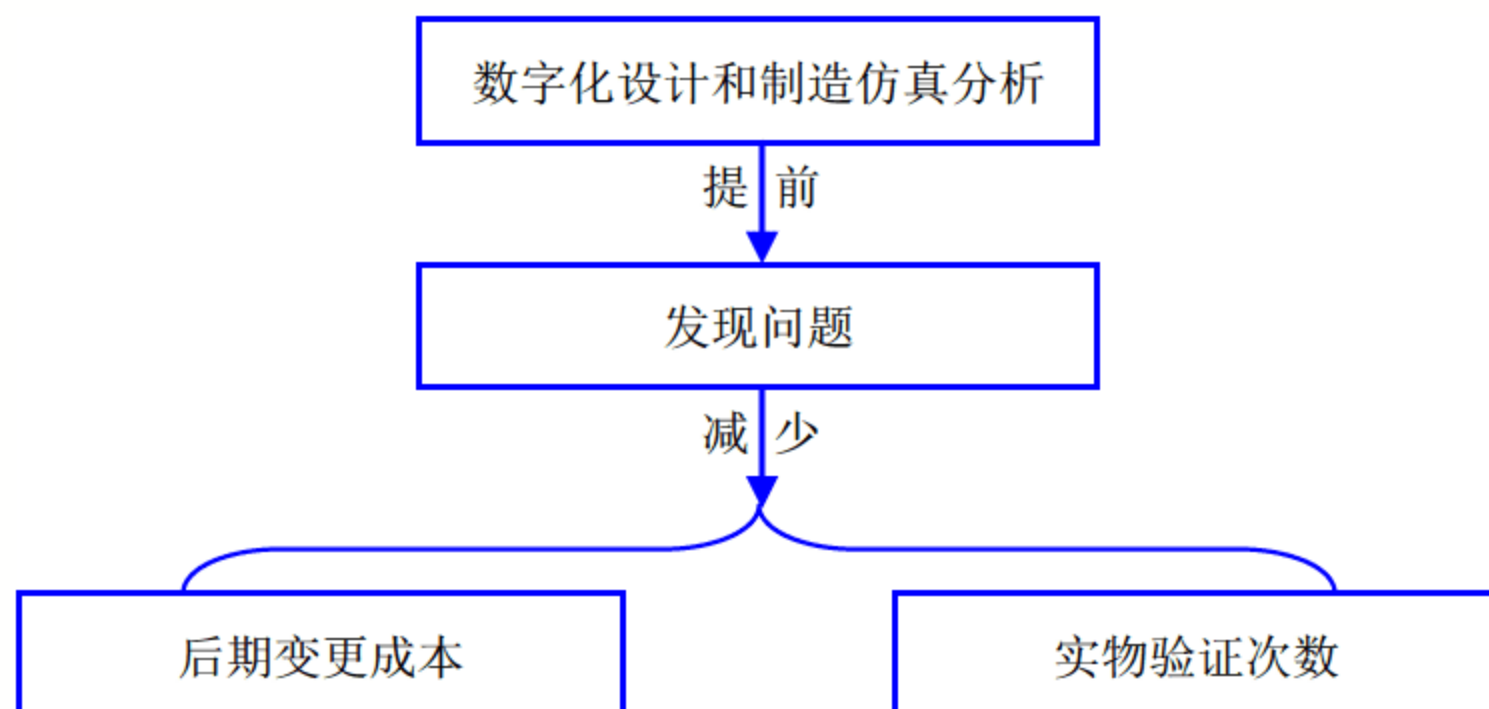 数字化设计和制造仿真分析
提前
发现问题
减少
后期变更成本
实物验证次数